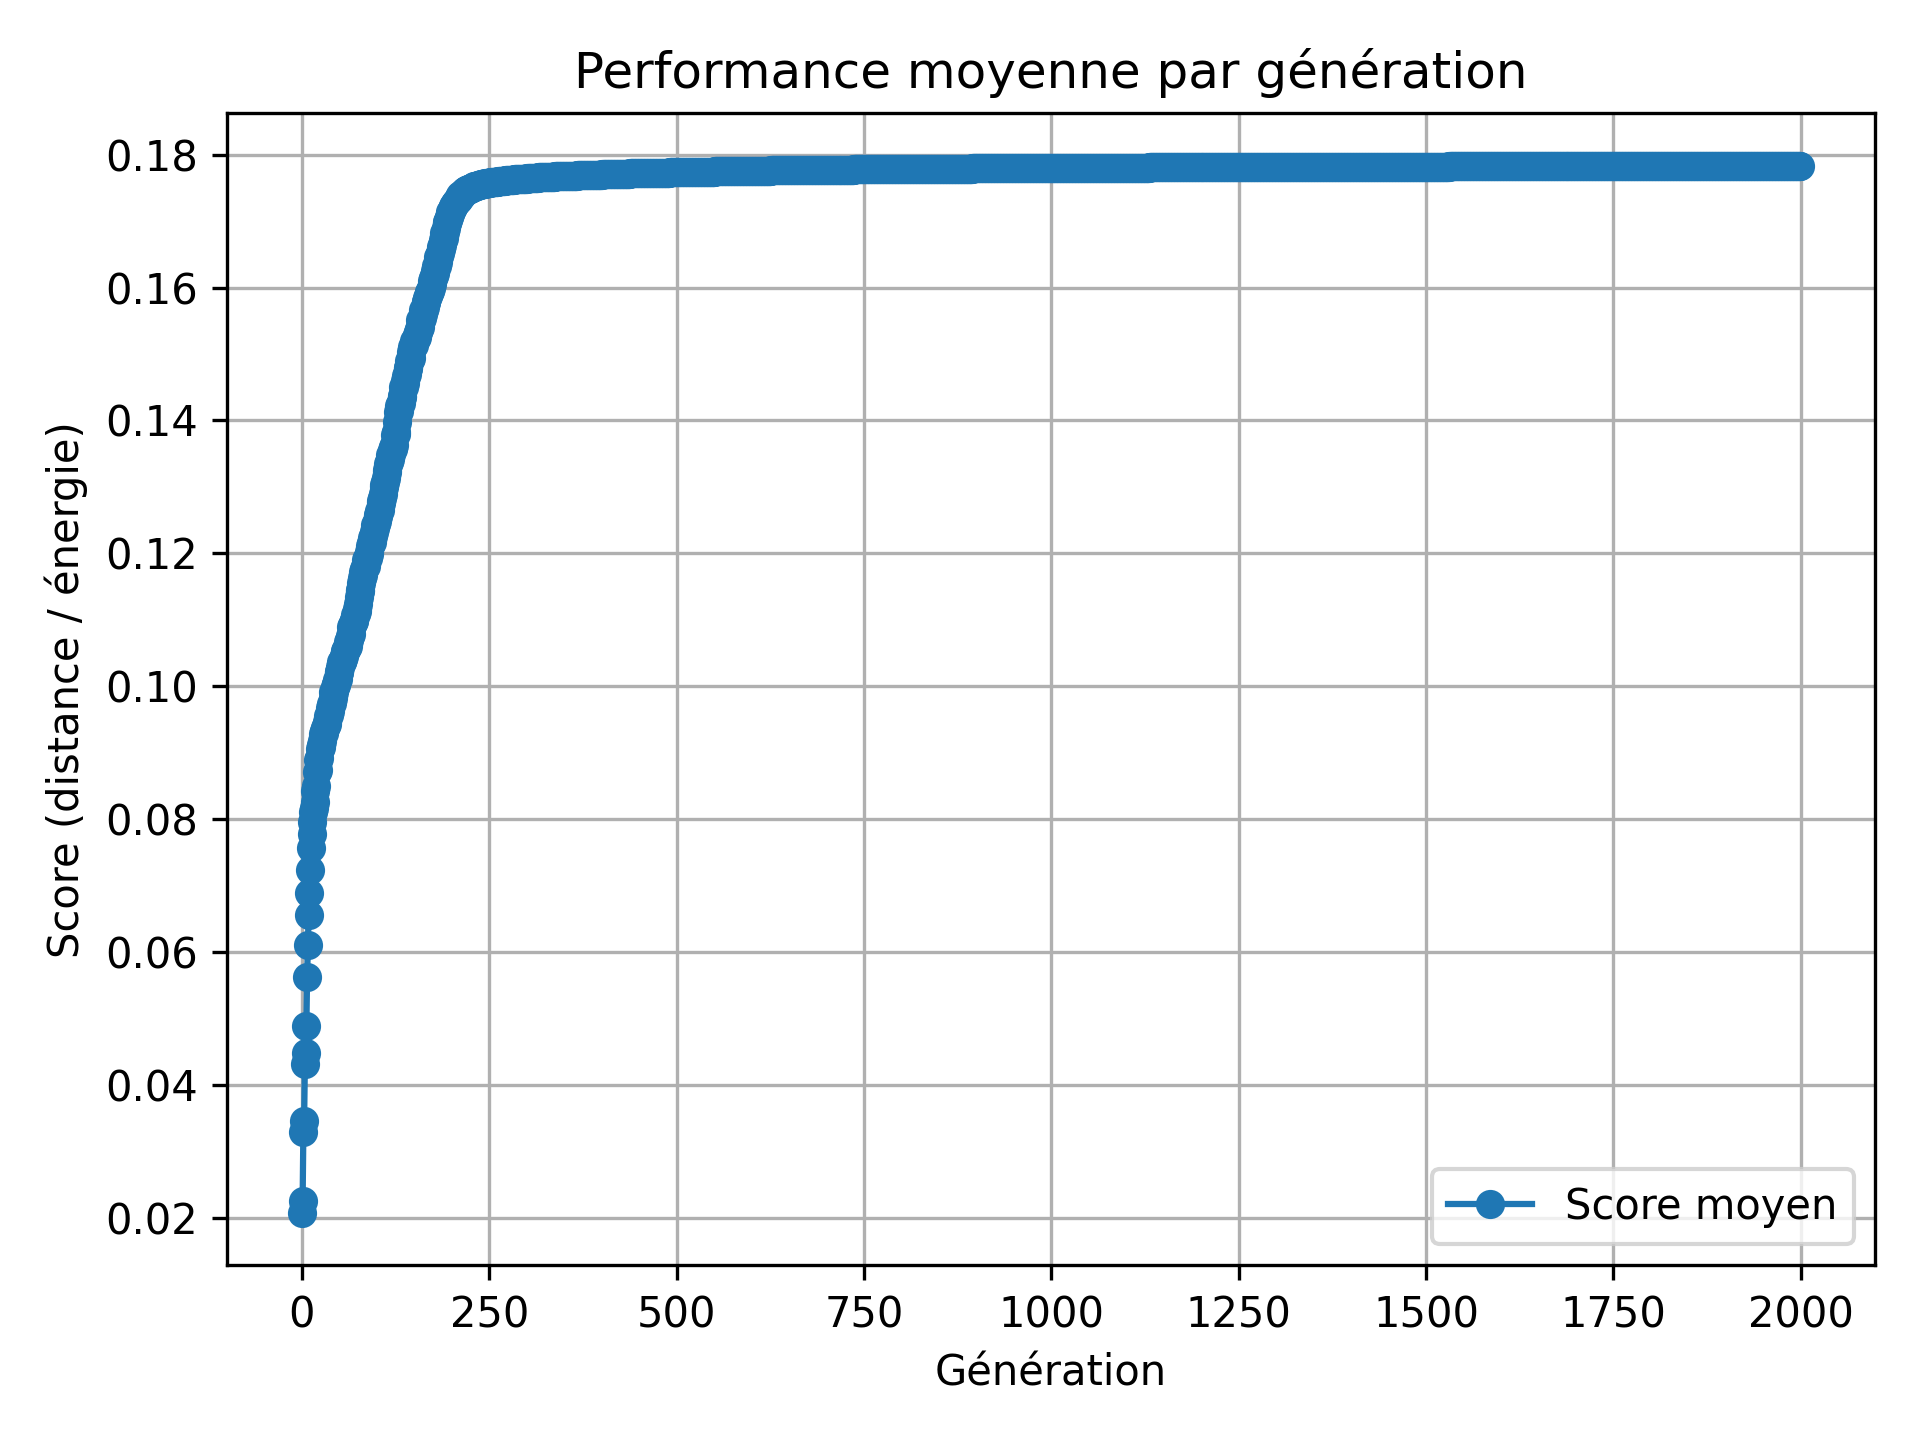 Performance moyenne par génération
0.18
0.16
0.14
0.12
0.10
0.08
0.06
0.04
0.02
Score (distance / énergie)
Score moyen
0 250 500 750 1000 1250 1500 1750 2000
Génération